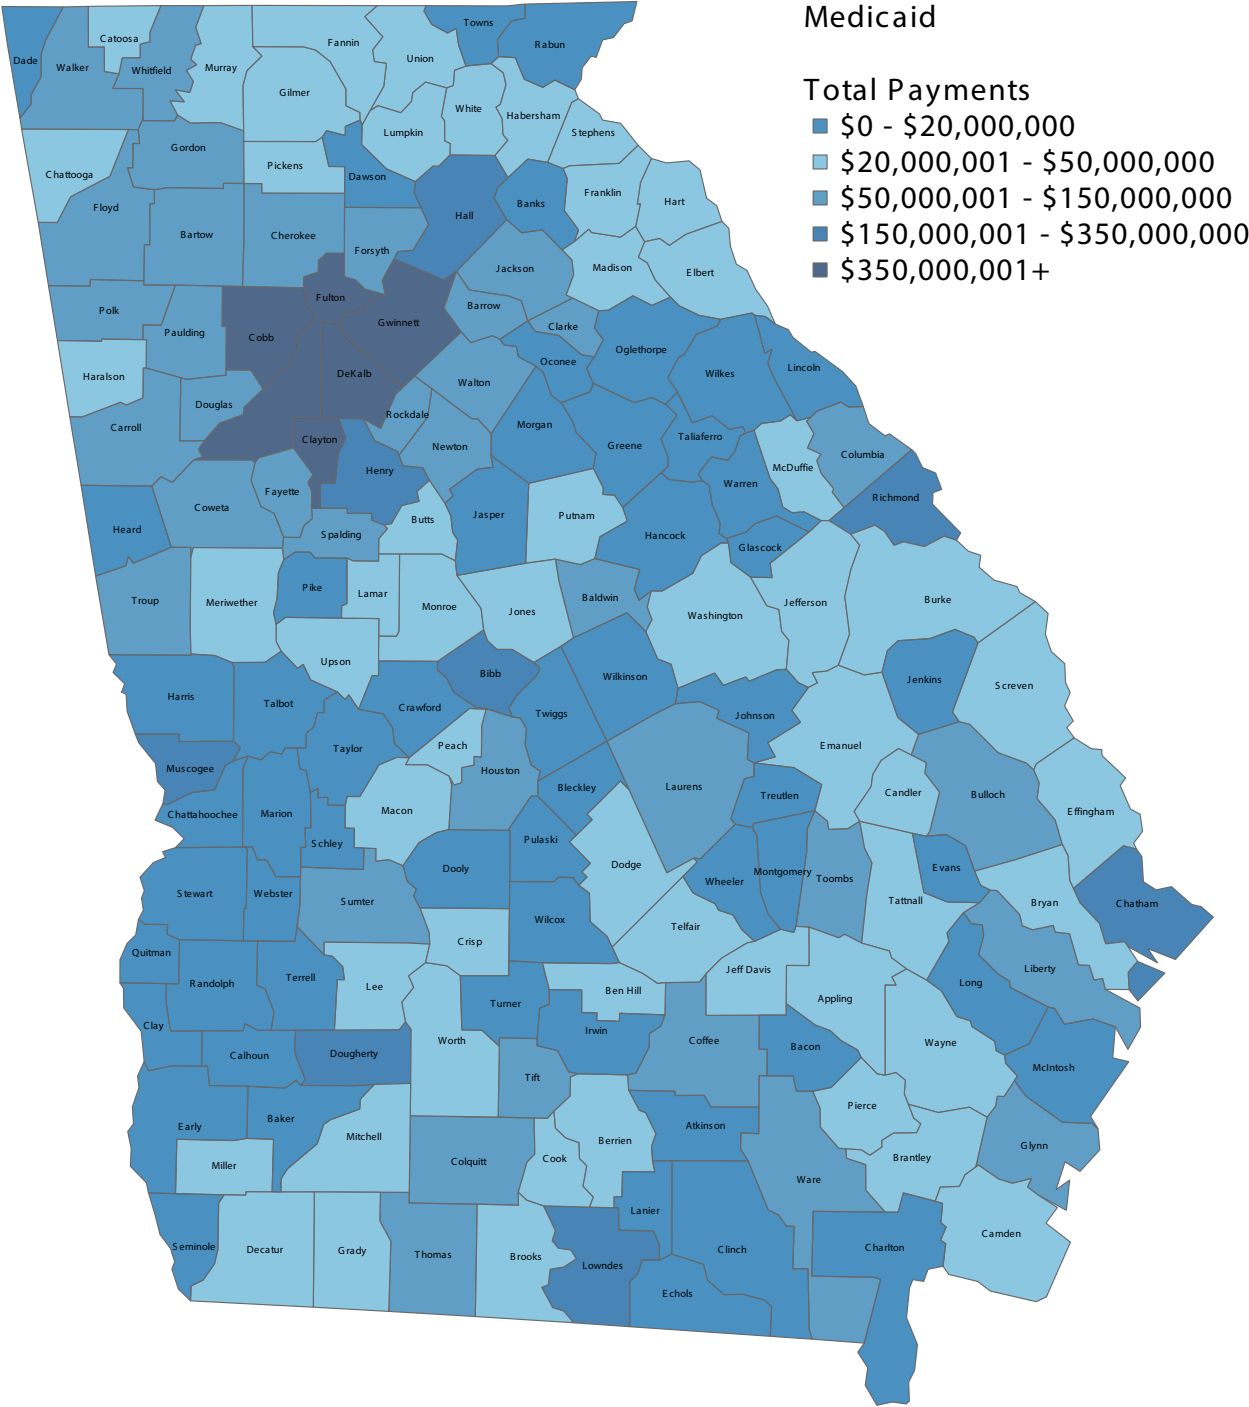 Medicaid
Total Payments
$0 - $20,000,000
$20,000,001 - $50,000,000
$50,000,001 - $150,000,000
$150,000,001 - $350,000,000
$350,000,001+
Towns
Rabun
Catoosa
Fannin
Union
Dade
Walker
Whitfield
Murray
Gilmer
White
Habersham
Lumpkin
Stephens
Gordon
Pickens
Chattooga
Dawson
Franklin
Hart
Banks
Floyd
Hall
Bartow
Cherokee
Forsyth
Jackson
Madison
Elbert
Fulton
Polk
Barrow
Gwinnett
Clarke
Paulding
Cobb
Oglethorpe
Oconee
Lincoln
Haralson
DeKalb
Wilkes
Walton
Douglas
Rockdale
Carroll
Morgan
Clayton
Taliaferro
Newton
Greene
Columbia
McDuffie
Henry
Warren
Fayette
Richmond
Coweta
Butts
Jasper
Putnam
Heard
Spalding
Hancock
Glascock
Pike
Lamar
Baldwin
Troup
Meriwether
Monroe
Jones
Jefferson
Burke
Washington
Upson
Bibb
Wilkinson
Jenkins
Screven
Harris
Talbot
Crawford
Twiggs
Johnson
Taylor
Peach
Emanuel
Muscogee
Houston
Bleckley
Laurens
Treutlen
Candler
Bulloch
Chattahoochee
Marion
Macon
Effingham
Schley
Pulaski
Dooly
Dodge
Evans
Montgomery
Stewart
Webster
Wheeler
Toombs
Sumter
Tattnall
Bryan
Chatham
Wilcox
Telfair
Crisp
Quitman
Randolph
Terrell
Jeff Davis
Liberty
Lee
Ben Hill
Long
Turner
Appling
Clay
Irwin
Worth
Coffee
Wayne
Calhoun
Dougherty
Bacon
McIntosh
Tift
Pierce
Baker
Early
Atkinson
Mitchell
Berrien
Glynn
Miller
Colquitt
Cook
Brantley
Ware
Lanier
Seminole
Decatur
Grady
Thomas
Brooks
Clinch
Charlton
Camden
Lowndes
Echols